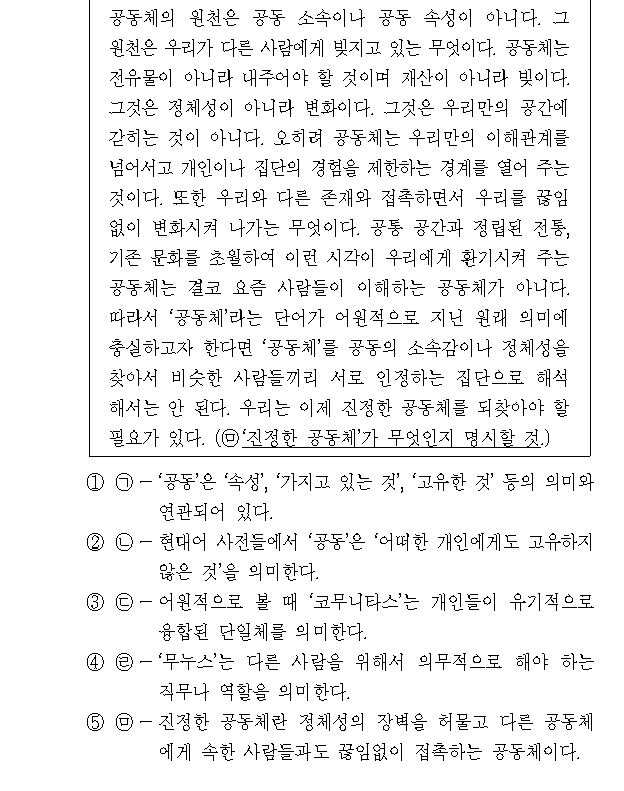 공동체의 원천은 공동 소속이나 공동 속성이 아니다. 그
원천은 우리가 다른 사람에게 빚지고 있는 무엇이다. 공동체는
전유물이 아니라 내주어야 할 것이며 재산이 아니라 빚이다.
그것은 정체성이 아니라 변화이다. 그것은 우리만의 공간에
갇히는 것이 아니다. 오히려 공동체는 우리만의 이해관계를
넘어서고 개인이나 집단의 경험을 제한하는 경계를 열어 주는
것이다. 또한 우리와 다른 존재와 접촉하면서 우리를 끊임
없이 변화시켜 나가는 무엇이다. 공통 공간과 정립된 전통,
기존 문화를 초월하여 이런 시각이 우리에게 환기시켜 주는
공동체는 결코 요즘 사람들이 이해하는 공동체가 아니다.
따라서 ‘공동체’라는 단어가 어원적으로 지닌 원래 의미에
충실하고자 한다면 ‘공동체’를 공동의 소속감이나 정체성을
찾아서 비슷한 사람들끼리 서로 인정하는 집단으로 해석
해서는 안 된다. 우리는 이제 진정한 공동체를 되찾아야 할
필요가 있다. (㉤‘진정한 공동체’가 무엇인지 명시할 것.)
① ㉠ – ‘공동’은 ‘속성’, ‘가지고 있는 것’, ‘고유한 것’ 등의 의미와
연관되어 있다.
② ㉡ – 현대어 사전들에서 ‘공동’은 ‘어떠한 개인에게도 고유하지
않은 것’을 의미한다.
③ ㉢ – 어원적으로 볼 때 ‘코무니타스’는 개인들이 유기적으로
융합된 단일체를 의미한다.
④ ㉣ – ‘무누스’는 다른 사람을 위해서 의무적으로 해야 하는
직무나 역할을 의미한다.
⑤ ㉤ – 진정한 공동체란 정체성의 장벽을 허물고 다른 공동체
에게 속한 사람들과도 끊임없이 접촉하는 공동체이다.